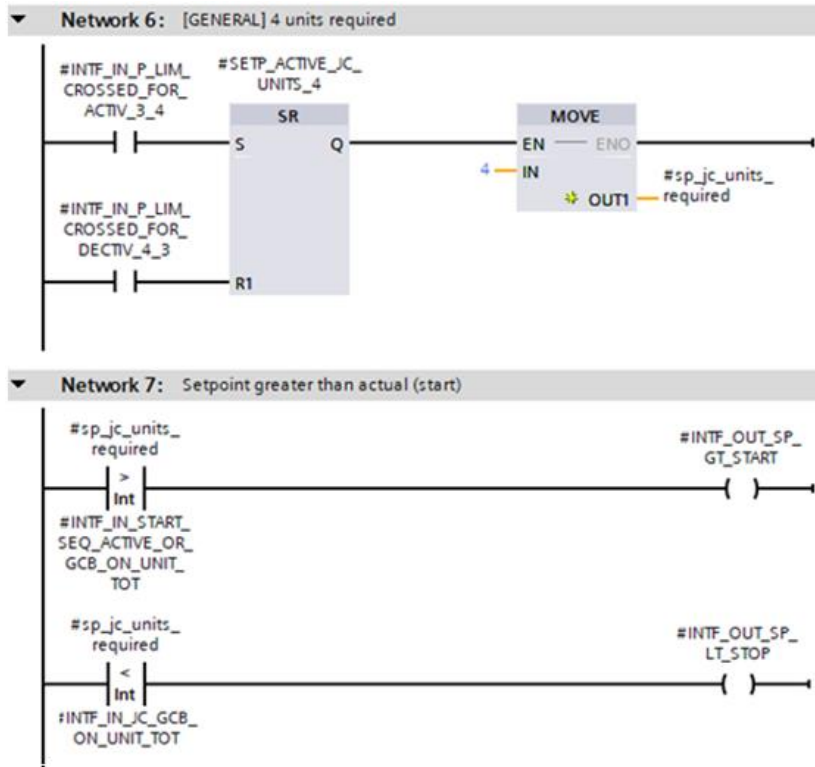 Network 6: [GENERAL] 4 units required
#INTF_IN_P_LIM_
CROSSED_FOR_
ACTIV_3_4
#SETP_ACTIVE_JC_
UNITS_4
SR
MOVE
S
Q
EN
ENO
4
IN
OUT1
#sp_jc_units_
required
#INTF_IN_P_LIM_
CROSSED_FOR_
DECTIV_4_3
R1
Network 7: Setpoint greater than actual (start)
#sp_jc_units_
required
>
Int
#INTF_IN_START_
SEQ_ACTIVE_OR_
GCB_ON_UNIT_
TOT
#INTF_OUT_SP_
GT_START
#sp_jc_units_
required
<
Int
#INTF_IN_JC_GCB_
ON_UNIT_TOT
#INTF_OUT_SP_
LT_STOP